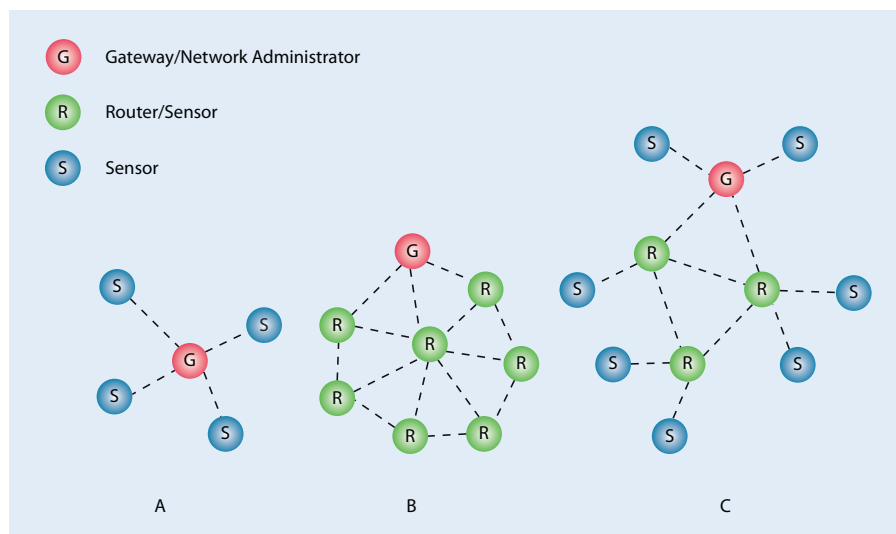 G Gateway/Network Administrator
R Router/Sensor
S Sensor
S S
G
R
S R S
S R S
S
G
R
R
R
R
R
R R
S
S
G
S
S
A B C